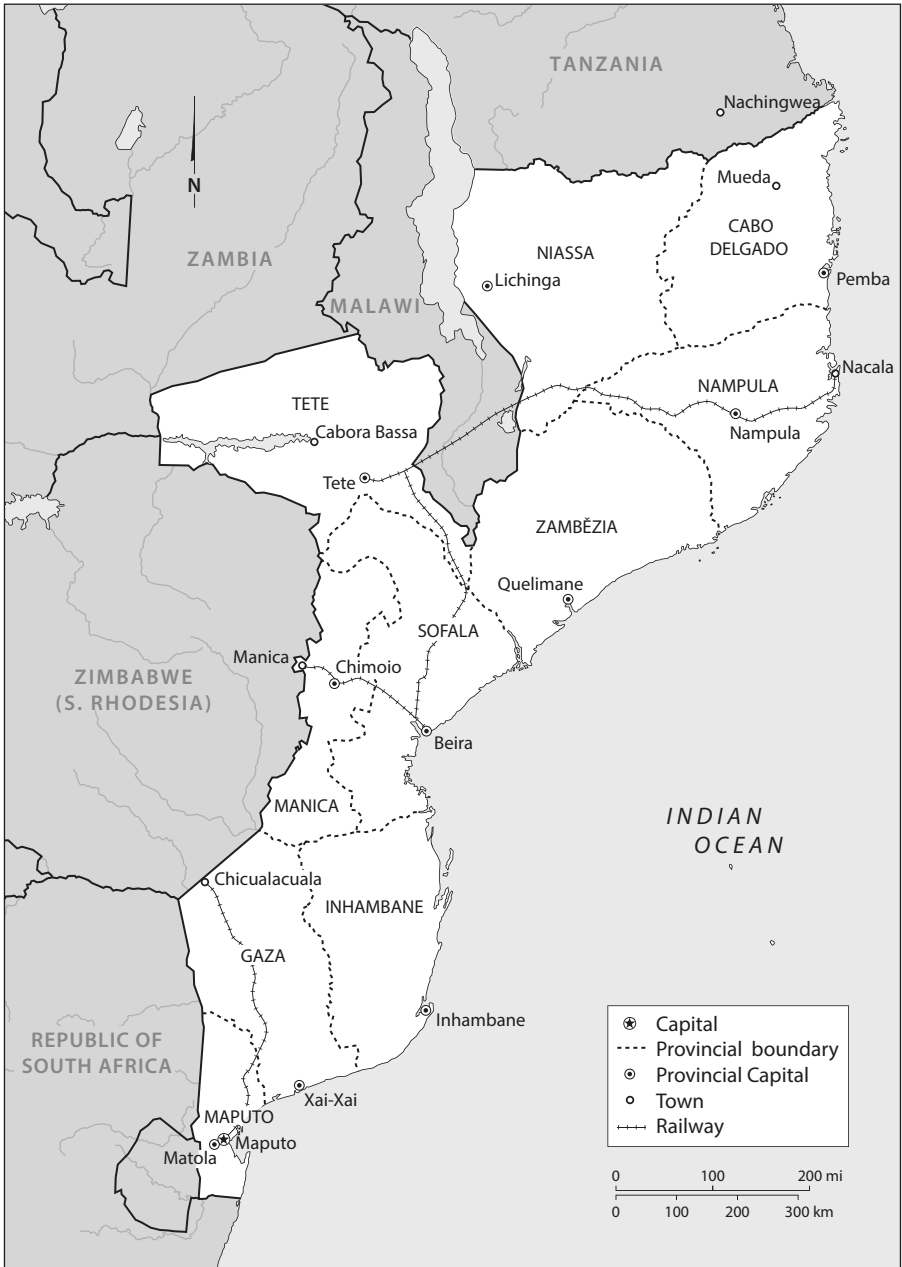 TANZANIA
Nachingwea
N
Mueda
CABO
DELGADO
ZAMBIA
NIASSA
Lichinga
Pemba
MALAWI
Nacala
NAMPULA
TETE
Cabora Bassa
Nampula
Tete
ZAMBĚZIA
Quelimane
SOFALA
Manica
Chimoio
ZIMBABWE
(S. RHODESIA)
Beira
MANICA
INDIAN
OCEAN
Chicualacuala
INHAMBANE
GAZA
Inhambane
REPUBLIC OF
SOUTH AFRICA
Xai-Xai
MAPUTO
Maputo
Matola
Capital
Provincial boundary
Provincial Capital
Town
Railway
0 100 200 mi
0 100 200 300 km